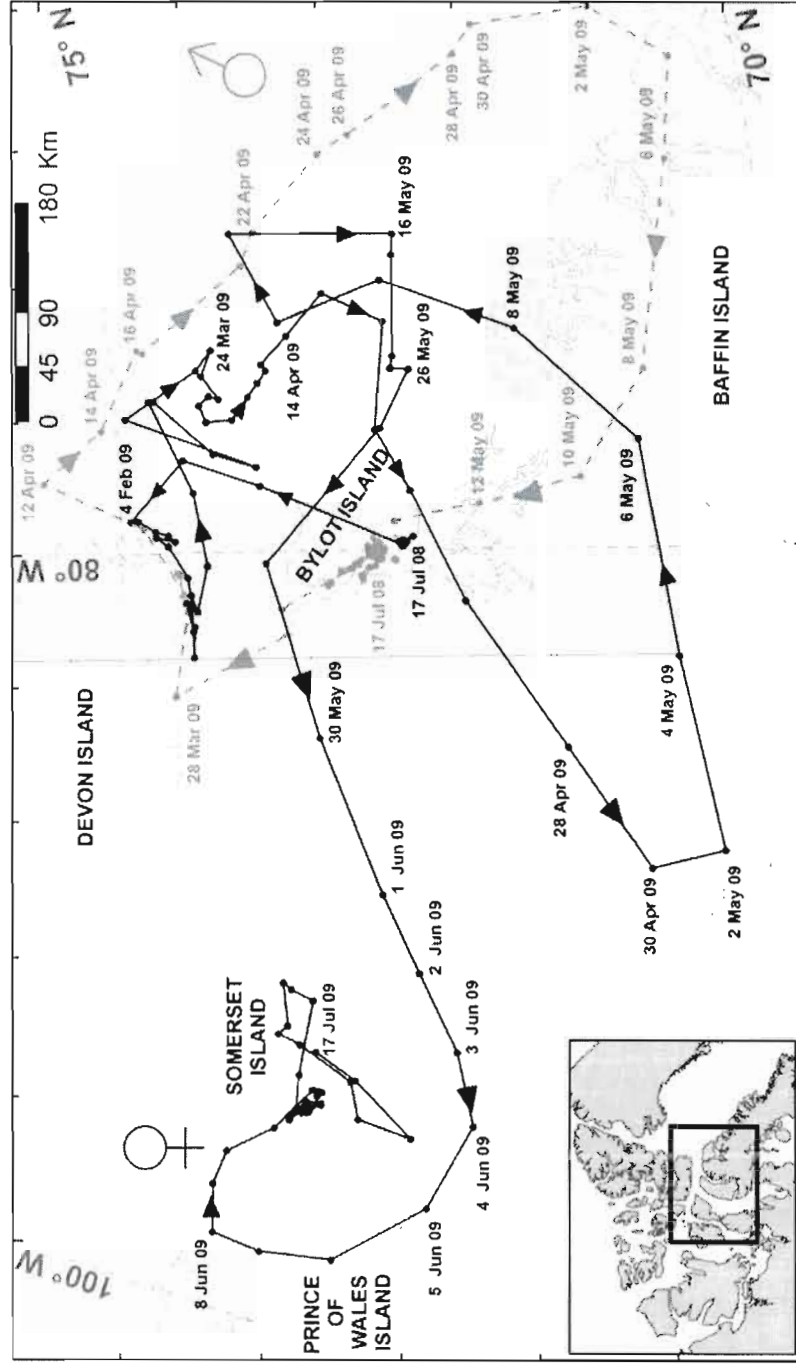 DEVON ISLAND
SOMERSET
ISLAND
PRINCE
OF
WALES
ISLAND
BYLOT ISLAND
BAFFIN ISLAND
100° W
80° W
75° N
70° N
0 45 90 180 Km
8 Jun 09
5 Jun 09
4 Jun 09
3 Jun 09
2 Jun 09
1 Jun 09
17 Jul 09
30 May 09
28 Mar 09
4 Feb 09
12 Apr 09
14 Apr 09
16 Apr 09
22 Apr 09
24 Apr 09
26 Apr 09
28 Apr 09
30 Apr 09
2 May 09
24 Mar 09
14 Apr 09
16 May 09
26 May 09
17 Jul 08
17 Jul 08
12 May 09
10 May 09
8 May 09
6 May 09
8 May 09
6 May 09
4 May 09
2 May 09
30 Apr 09
28 Apr 09